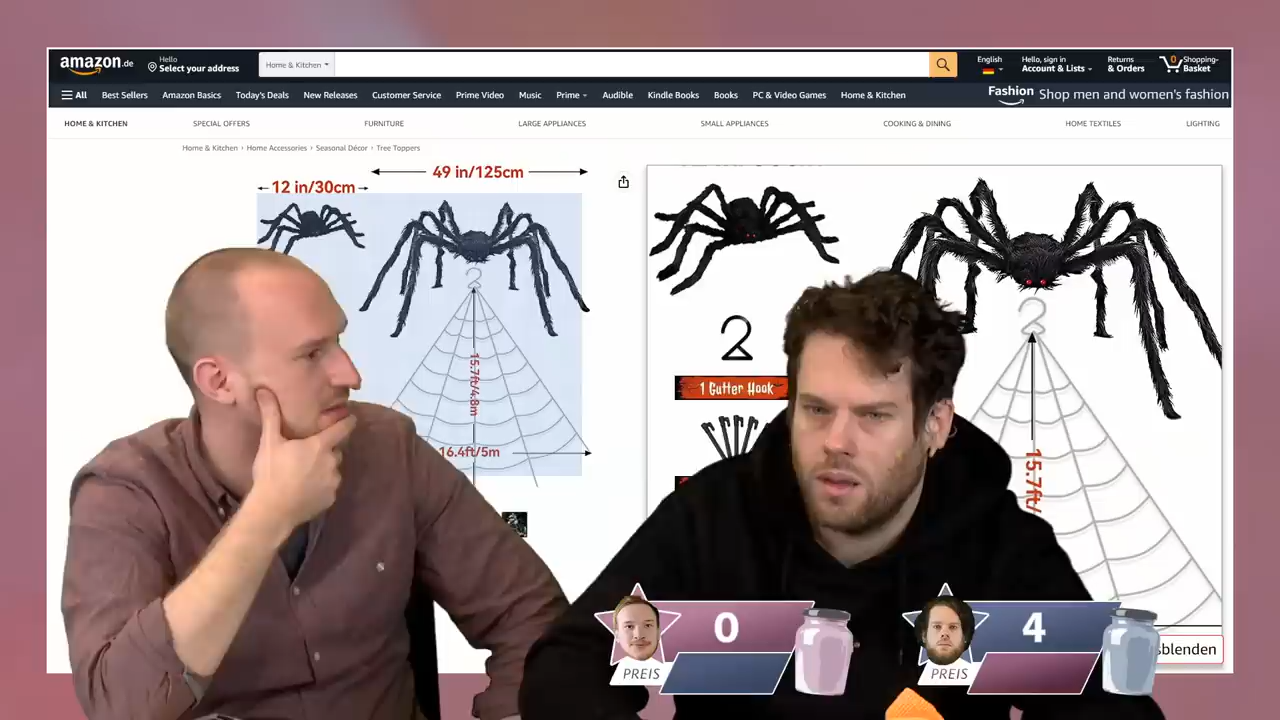 amazon.de
Hello
Select your address
Home & Kitchen
English
Hello, sign in
Account & Lists
Returns
& Orders
0
Shopping-
Basket
All
Best Sellers
Amazon Basics
Today's Deals
New Releases
Customer Service
Prime Video
Music
Prime
Audible
Kindle Books
Books
PC & Video Games
Home & Kitchen
Fashion
Shop men and women's fashion
HOME & KITCHEN
SPECIAL OFFERS
FURNITURE
LARGE APPLIANCES
SMALL APPLIANCES
COOKING & DINING
HOME TEXTILES
LIGHTING
Home & Kitchen › Home Accessories › Seasonal Décor › Tree Toppers
49 in/125cm
12 in/30cm
15.7ft/4.8m
16.4ft/5m
1 Gutter Hook
15.7ft/
0
PREIS
4
PREIS
sblenden